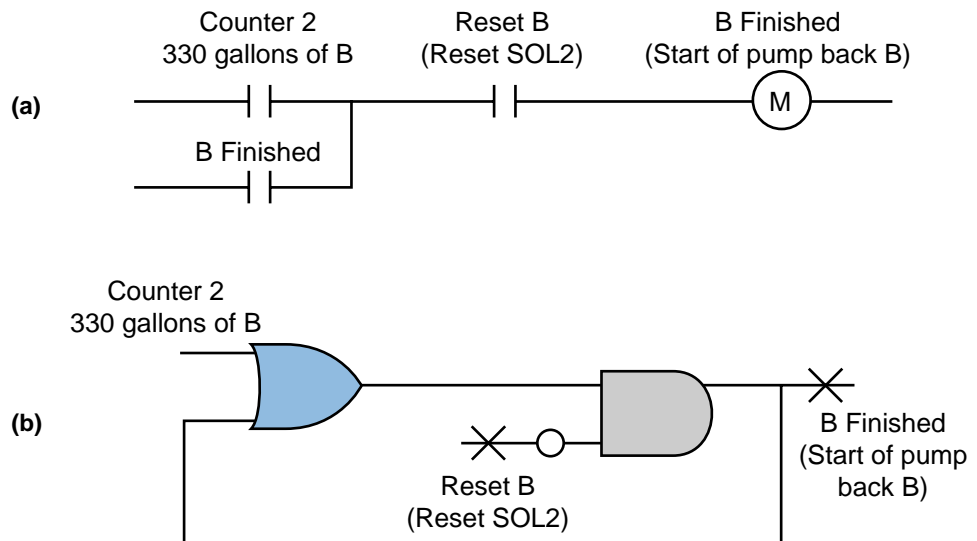 Counter 2
330 gallons of B
Reset B
(Reset SOL2)
B Finished
(Start of pump back B)
(a)
M
B Finished
Counter 2
330 gallons of B
(b)
B Finished
(Start of pump
back B)
Reset B
(Reset SOL2)